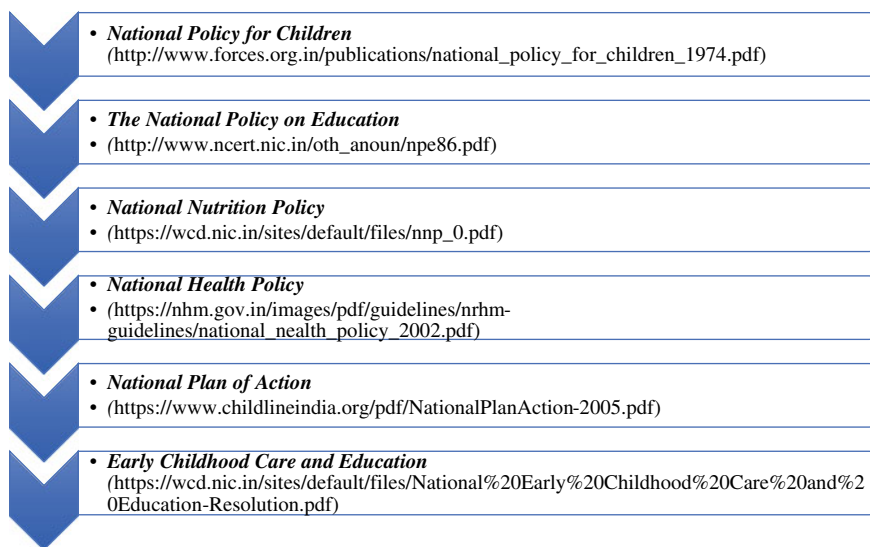 • National Policy for Children
(http://www.forces.org.in/publications/national_policy_for_children_1974.pdf)
• The National Policy on Education
• (http://www.ncert.nic.in/oth_anoun/npe86.pdf)
• National Nutrition Policy
• (https://wcd.nic.in/sites/default/files/nnp_0.pdf)
• National Health Policy
• (https://nhm.gov.in/images/pdf/guidelines/nrhm-
guidelines/national_nealth_policy_2002.pdf)
• National Plan of Action
• (https://www.childlineindia.org/pdf/NationalPlanAction-2005.pdf)
• Early Childhood Care and Education
(https://wcd.nic.in/sites/default/files/National%20Early%20Childhood%20Care%20and%2
0Education-Resolution.pdf)